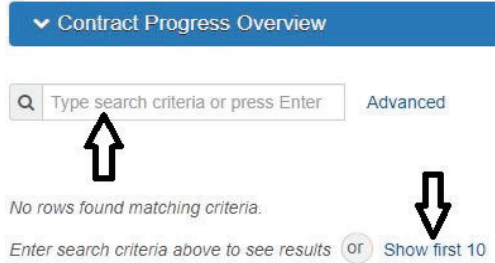 Contract Progress Overview
Type search criteria or press Enter Advanced
No rows found matching criteria.
Enter search criteria above to see results or Show first 10